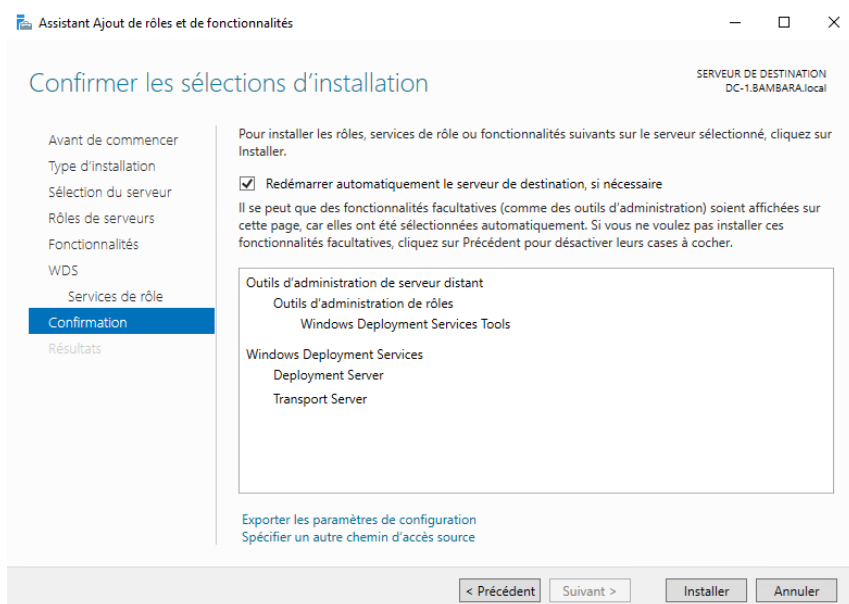 Assistant Ajout de rôles et de fonctionnalités
Confirmer les sélections d'installation
SERVEUR DE DESTINATION
DC-1.BAMBARA.local
Avant de commencer
Type d'installation
Sélection du serveur
Rôles de serveurs
Fonctionnalités
WDS
Services de rôle
Confirmation
Résultats
Pour installer les rôles, services de rôle ou fonctionnalités suivants sur le serveur sélectionné, cliquez sur
Installer.
Redémarrer automatiquement le serveur de destination, si nécessaire
Il se peut que des fonctionnalités facultatives (comme des outils d'administration) soient affichées sur
cette page, car elles ont été sélectionnées automatiquement. Si vous ne voulez pas installer ces
fonctionnalités facultatives, cliquez sur Précédent pour désactiver leurs cases à cocher.
Outils d'administration de serveur distant
Outils d'administration de rôles
Windows Deployment Services Tools
Windows Deployment Services
Deployment Server
Transport Server
Exporter les paramètres de configuration
Spécifier un autre chemin d'accès source
< Précédent
Suivant >
Installer
Annuler